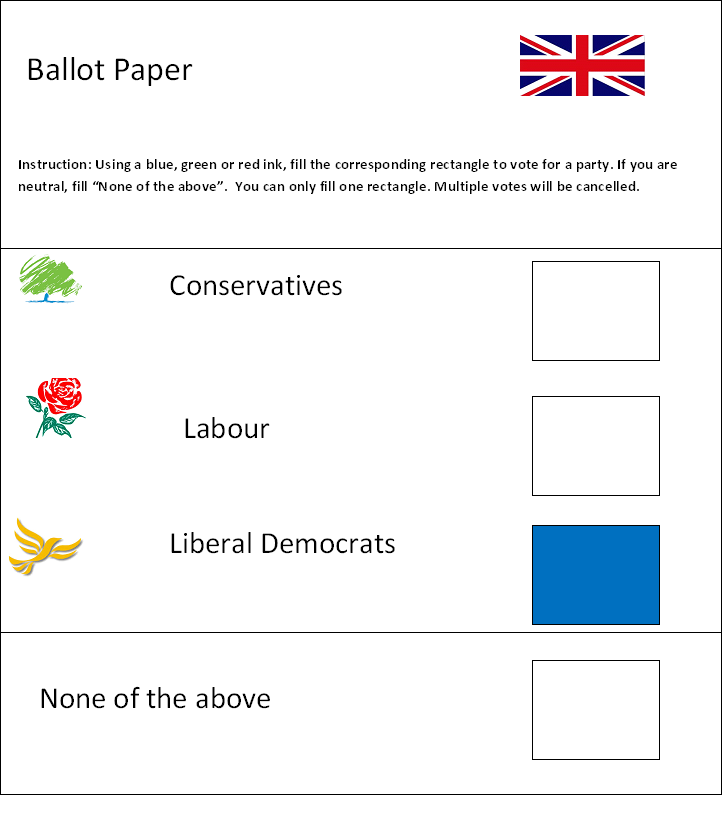 Ballot Paper
Instruction: Using a blue, green or red ink, fill the corresponding rectangle to vote for a party. If you are
neutral, fill “None of the above”.  You can only fill one rectangle. Multiple votes will be cancelled.
Conservatives
Labour
Liberal Democrats
None of the above